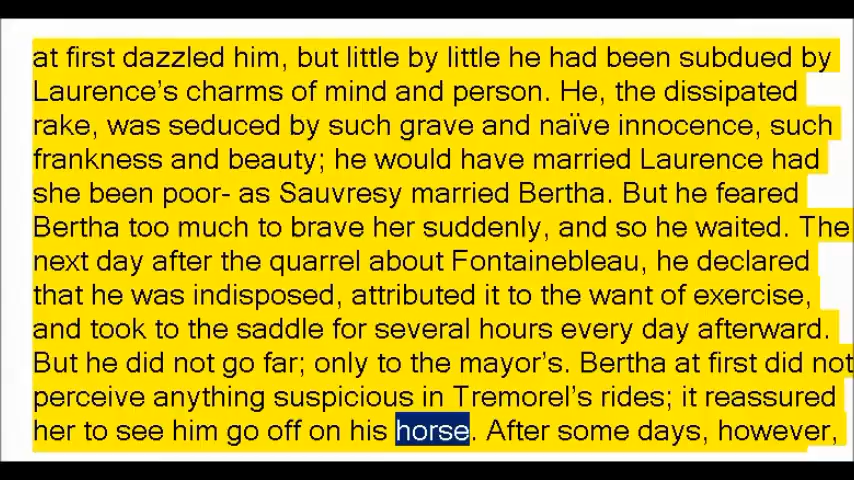 at first dazzled him, but little by little he had been subdued by
Laurence’s charms of mind and person. He, the dissipated
rake, was seduced by such grave and naïve innocence, such
frankness and beauty; he would have married Laurence had
she been poor- as Sauvresy married Bertha. But he feared
Bertha too much to brave her suddenly, and so he waited. The
next day after the quarrel about Fontainebleau, he declared
that he was indisposed, attributed it to the want of exercise,
and took to the saddle for several hours every day afterward.
But he did not go far; only to the mayor’s. Bertha at first did not
perceive anything suspicious in Tremorel’s rides; it reassured
her to see him go off on his horse. After some days, however,